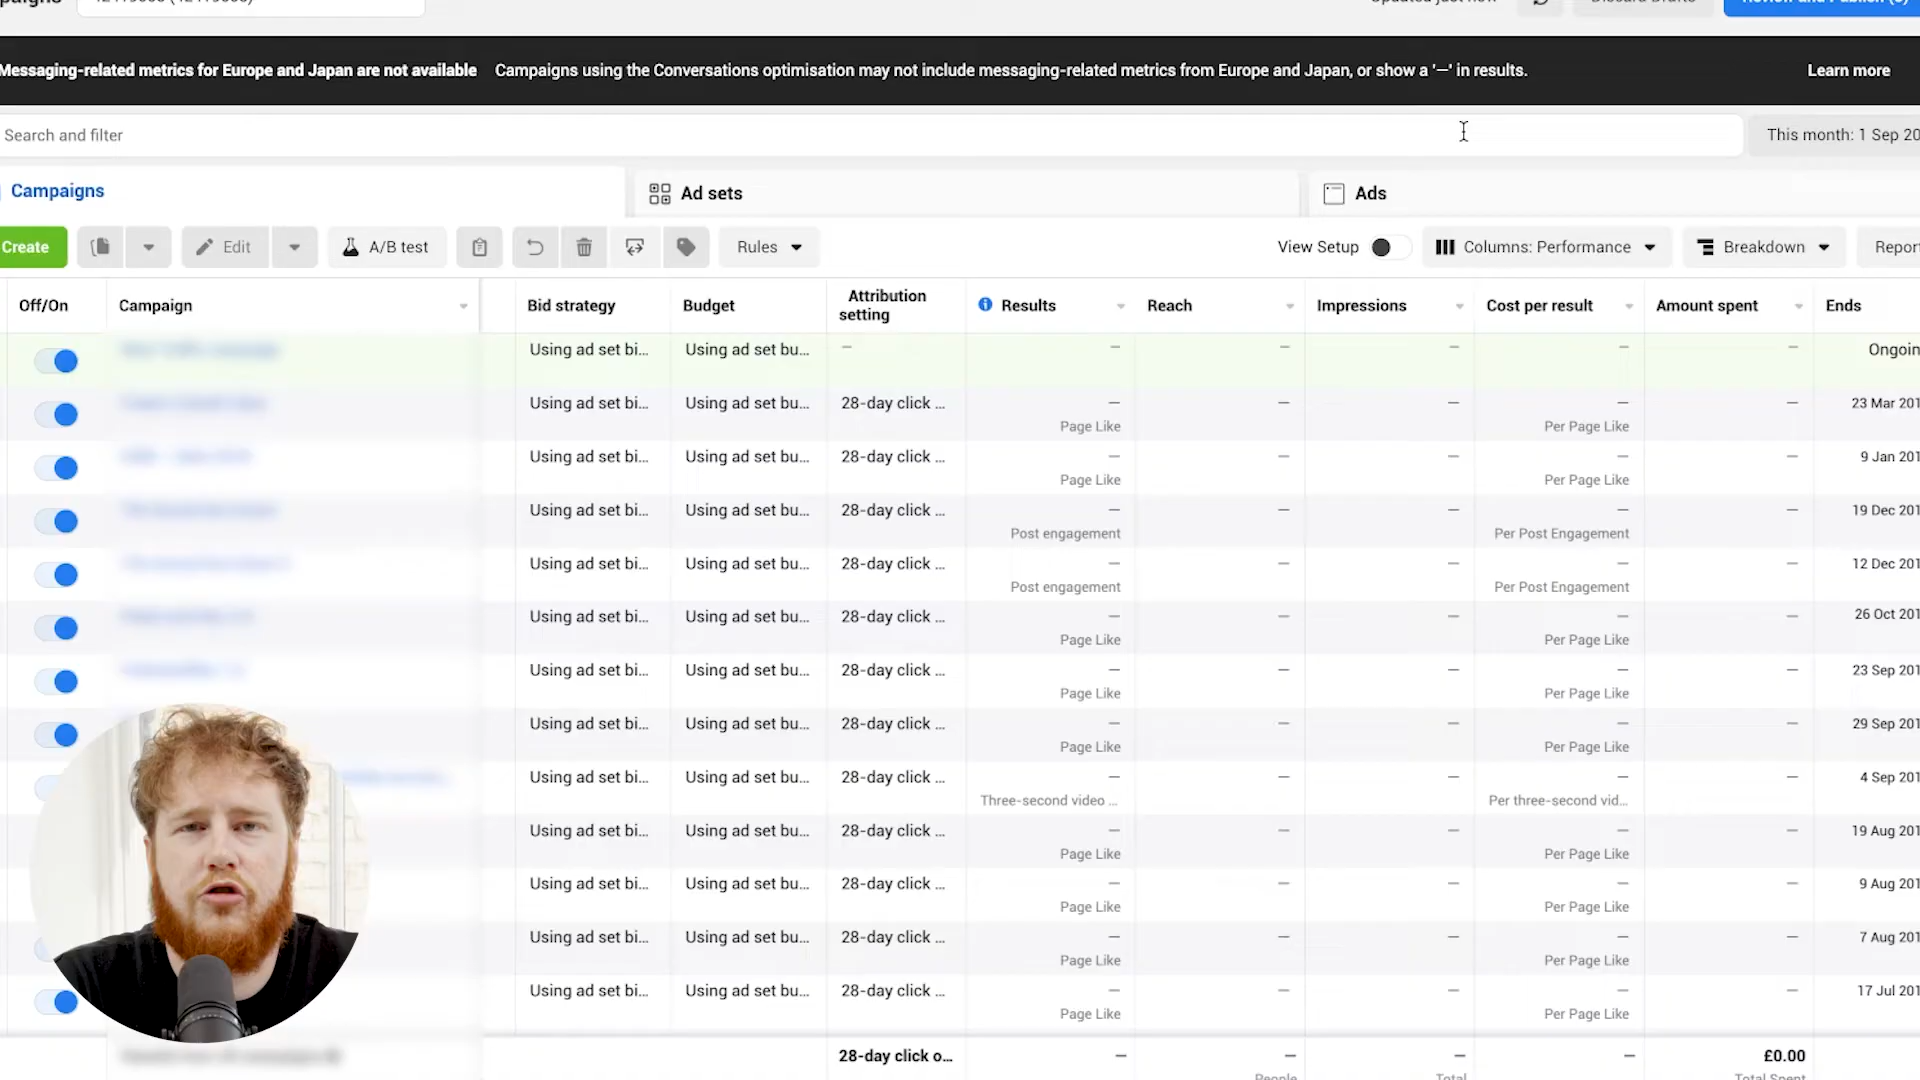 Updated just now
Discard Drafts
Review and Publish
Messaging-related metrics for Europe and Japan are not available Campaigns using the Conversations optimisation may not include messaging-related metrics from Europe and Japan, or show a '—' in results. Learn more
Search and filter
This month: 1 Sep 20
Campaigns
Ad sets
Ads
Create
Edit
A/B test
Rules
View Setup
Columns: Performance
Breakdown
Report
Off/On Campaign Bid strategy Budget Attribution setting Results Reach Impressions Cost per result Amount spent Ends
Using ad set bi... Using ad set bu... — — — — — — Ongoin
Using ad set bi... Using ad set bu... 28-day click ... — — — — — 23 Mar 201
Page Like Per Page Like
Using ad set bi... Using ad set bu... 28-day click ... — — — — — 9 Jan 201
Page Like Per Page Like
Using ad set bi... Using ad set bu... 28-day click ... — — — — — 19 Dec 201
Post engagement Per Post Engagement
Using ad set bi... Using ad set bu... 28-day click ... — — — — — 12 Dec 201
Post engagement Per Post Engagement
Using ad set bi... Using ad set bu... 28-day click ... — — — — — 26 Oct 201
Page Like Per Page Like
Using ad set bi... Using ad set bu... 28-day click ... — — — — — 23 Sep 201
Page Like Per Page Like
Using ad set bi... Using ad set bu... 28-day click ... — — — — — 29 Sep 201
Page Like Per Page Like
Using ad set bi... Using ad set bu... 28-day click ... — — — — — 4 Sep 201
Three-second video ... Per three-second vid...
Using ad set bi... Using ad set bu... 28-day click ... — — — — — 19 Aug 201
Page Like Per Page Like
Using ad set bi... Using ad set bu... 28-day click ... — — — — — 9 Aug 201
Page Like Per Page Like
Using ad set bi... Using ad set bu... 28-day click ... — — — — — 7 Aug 201
Page Like Per Page Like
Using ad set bi... Using ad set bu... 28-day click ... — — — — — 17 Jul 201
Page Like Per Page Like
28-day click o... — — — — £0.00
People Total Total Spent